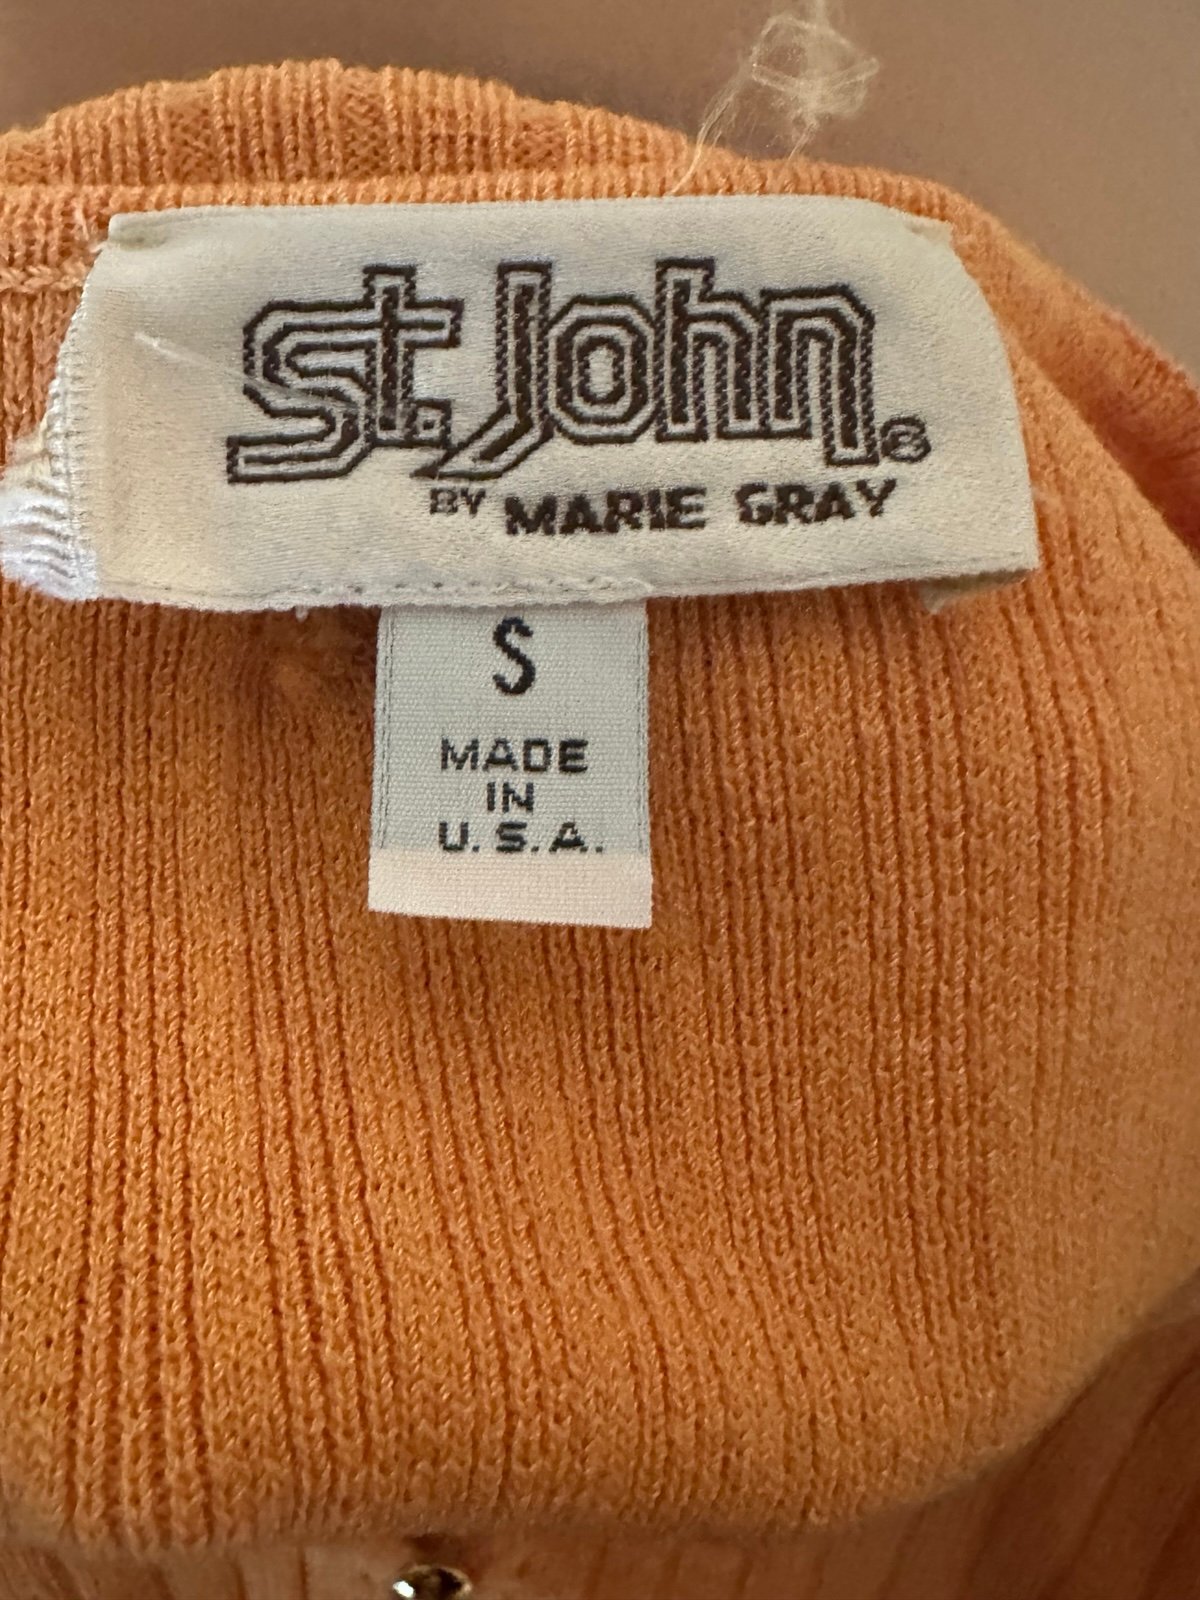 St. John®
BY MARIE GRAY
S
MADE
IN
U.S.A.